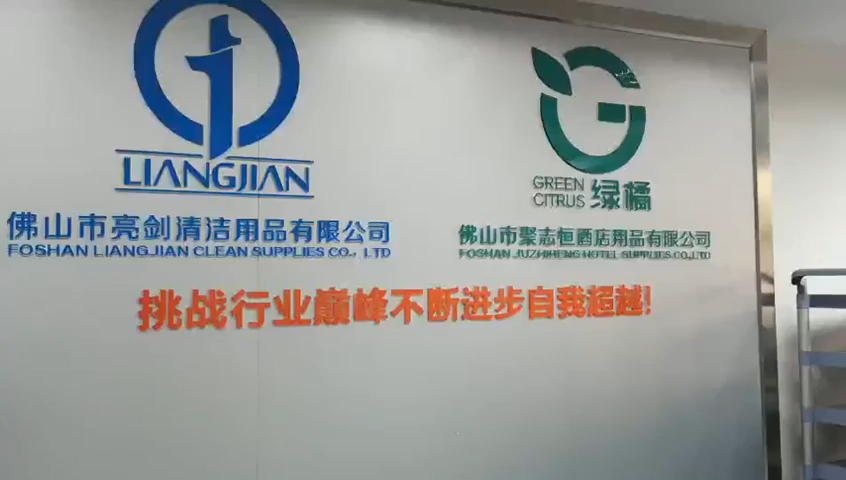 LIANGJIAN
佛山市亮剑清洁用品有限公司
FOSHAN LIANGJIAN CLEAN SUPPLIES CO., LTD
GREEN
CITRUS
绿橘
佛山市聚志恒酒店用品有限公司
FOSHAN JUZHIHENG HOTEL SUPPLIES CO.,LTD
挑战行业巅峰不断进步自我超越!